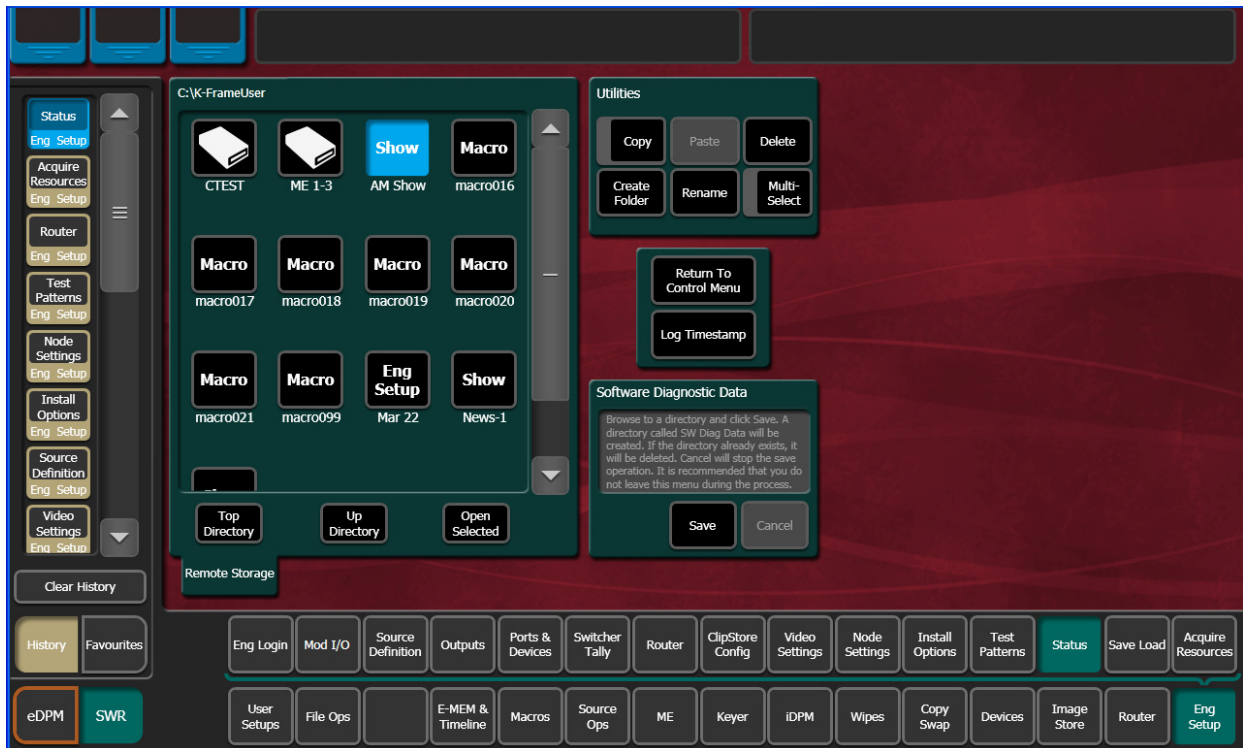 Status
Eng Setup
Acquire
Resources
Eng Setup
Router
Eng Setup
Test
Patterns
Eng Setup
Node
Settings
Eng Setup
Install
Options
Eng Setup
Source
Definition
Eng Setup
Video
Settings
Eng Setup
Clear History
History
Favourites
eDPM
SWR
C:\K-FrameUser
CTEST
ME 1-3
Show
AM Show
Macro
macro016
Macro
macro017
Macro
macro018
Macro
macro019
Macro
macro020
Macro
macro021
Macro
macro099
Eng
Setup
Mar 22
Show
News-1
Top
Directory
Up
Directory
Open
Selected
Remote Storage
Utilities
Copy
Paste
Delete
Create
Folder
Rename
Multi-
Select
Return To
Control Menu
Log Timestamp
Software Diagnostic Data
Browse to a directory and click Save. A
directory called SW Diag Data will be
created. If the directory already exists, it
will be deleted. Cancel will stop the save
operation. It is recommended that you do
not leave this menu during the process.
Save
Cancel
Eng Login
Mod I/O
Source
Definition
Outputs
Ports &
Devices
Switcher
Tally
Router
ClipStore
Config
Video
Settings
Node
Settings
Install
Options
Test
Patterns
Status
Save Load
Acquire
Resources
User
Setups
File Ops
E-MEM &
Timeline
Macros
Source
Ops
ME
Keyer
iDPM
Wipes
Copy
Swap
Devices
Image
Store
Router
Eng
Setup